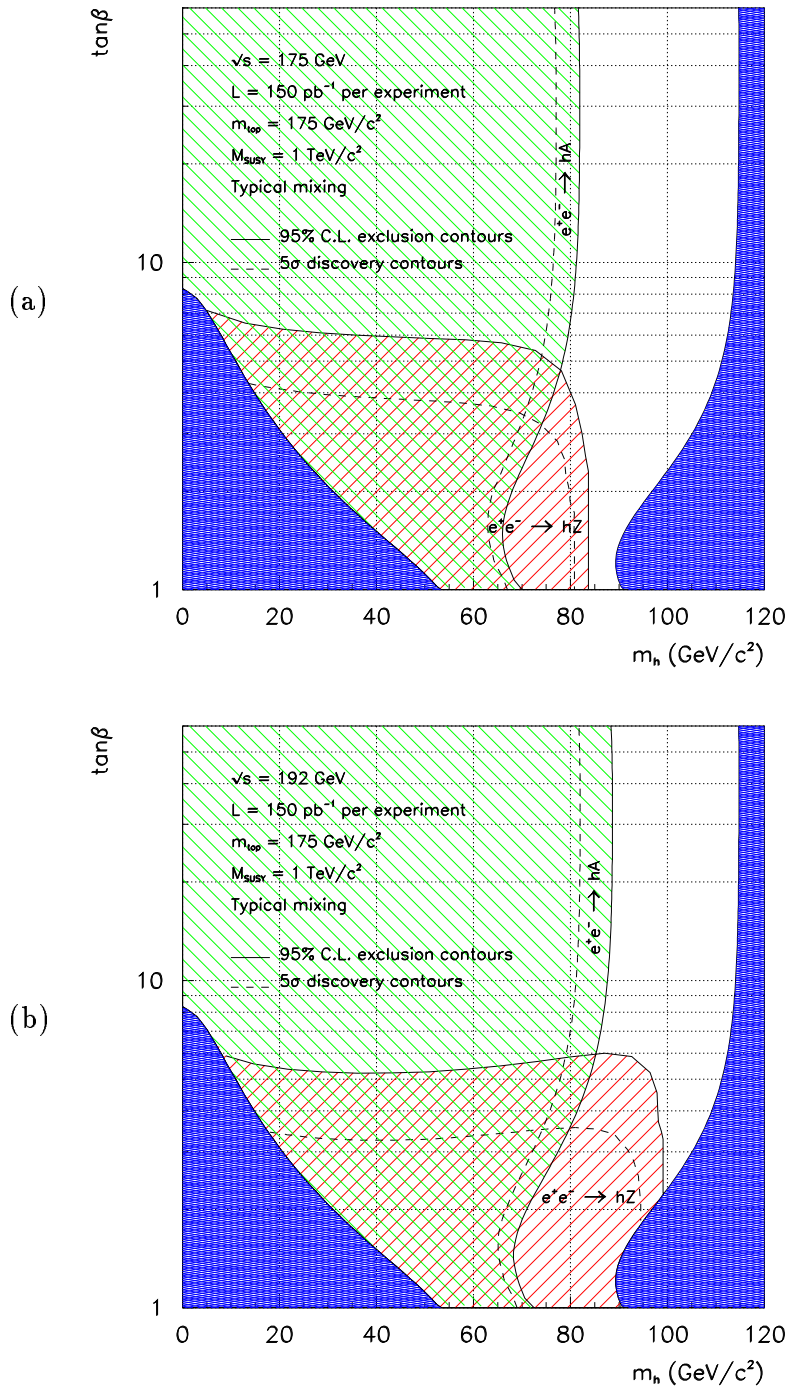 tanβ
√s = 175 GeV
L = 150 pb⁻¹ per experiment
m_top = 175 GeV/c²
M_SUSY = 1 TeV/c²
Typical mixing
95% C.L. exclusion contours
5σ discovery contours
e⁺e⁻ → hA
10
(a)
e⁺e⁻ → hZ
1
0 20 40 60 80 100 120
m_h (GeV/c²)
tanβ
√s = 192 GeV
L = 150 pb⁻¹ per experiment
m_top = 175 GeV/c²
M_SUSY = 1 TeV/c²
Typical mixing
95% C.L. exclusion contours
5σ discovery contours
e⁺e⁻ → hA
10
(b)
e⁺e⁻ → hZ
1
0 20 40 60 80 100 120
m_h (GeV/c²)